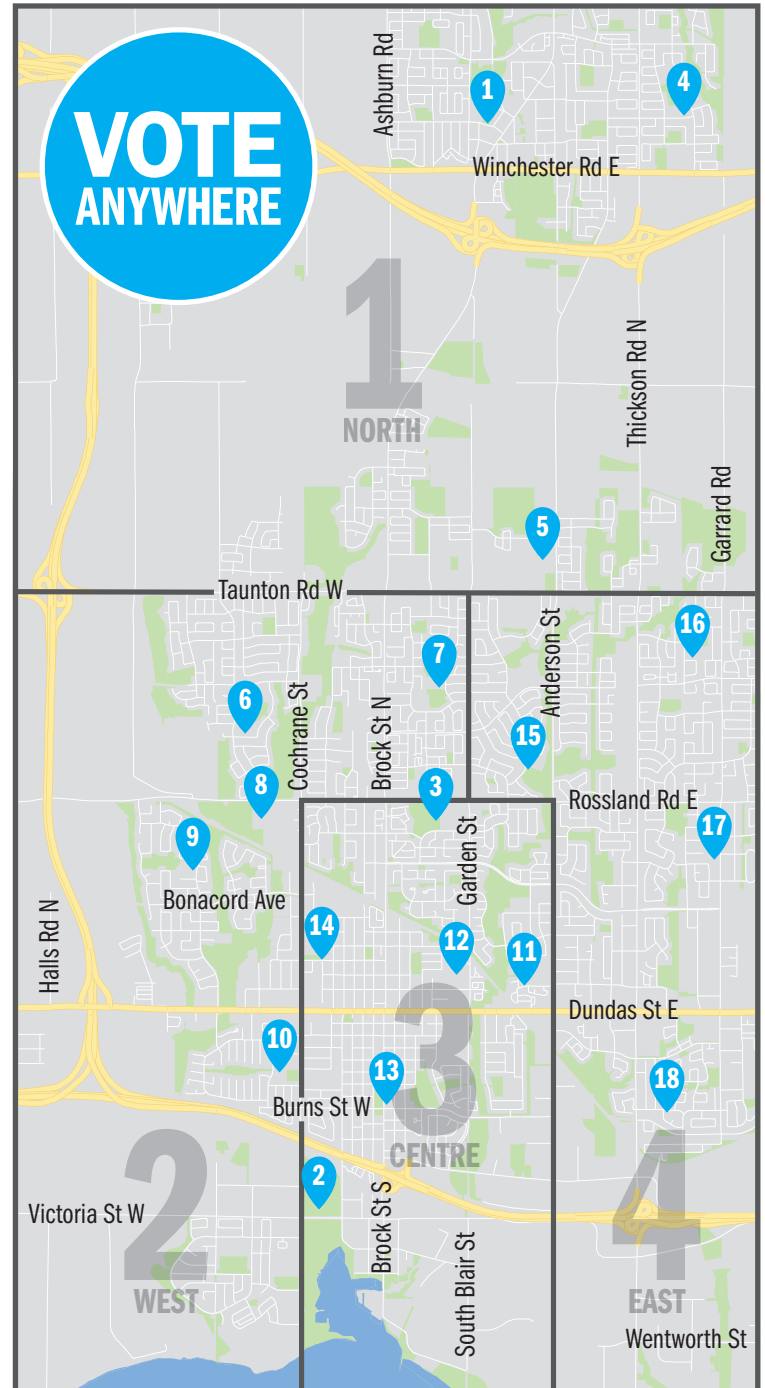 VOTE
ANYWHERE
Ashburn Rd
1
4
Winchester Rd E
1
NORTH
Thickson Rd N
Garrard Rd
5
Taunton Rd W
Anderson St
16
7
6
Cochrane St
Brock St N
15
8
3
Rossland Rd E
17
9
Garden St
Bonacord Ave
14
12
11
Halls Rd N
Dundas St E
3
CENTRE
10
13
18
Burns St W
2
WEST
2
Brock St S
4
EAST
Victoria St W
South Blair St
Wentworth St